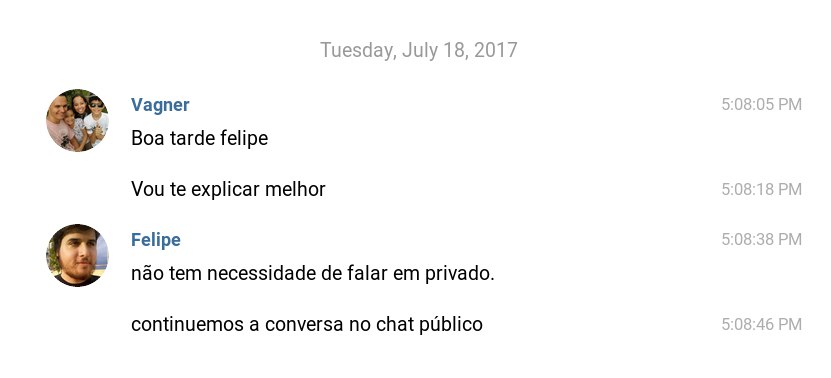 Tuesday, July 18, 2017
Vagner 5:08:05 PM
Boa tarde felipe
Vou te explicar melhor 5:08:18 PM
Felipe 5:08:38 PM
não tem necessidade de falar em privado.
continuemos a conversa no chat público 5:08:46 PM